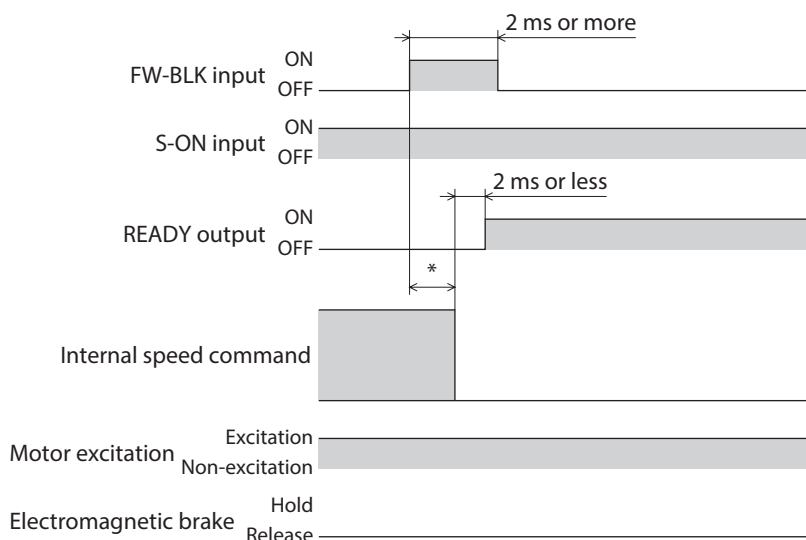 2 ms or more
FW-BLK input
ON
OFF
S-ON input
ON
OFF
2 ms or less
READY output
ON
OFF
*
Internal speed command
Motor excitation
Excitation
Non-excitation
Electromagnetic brake
Hold
Release